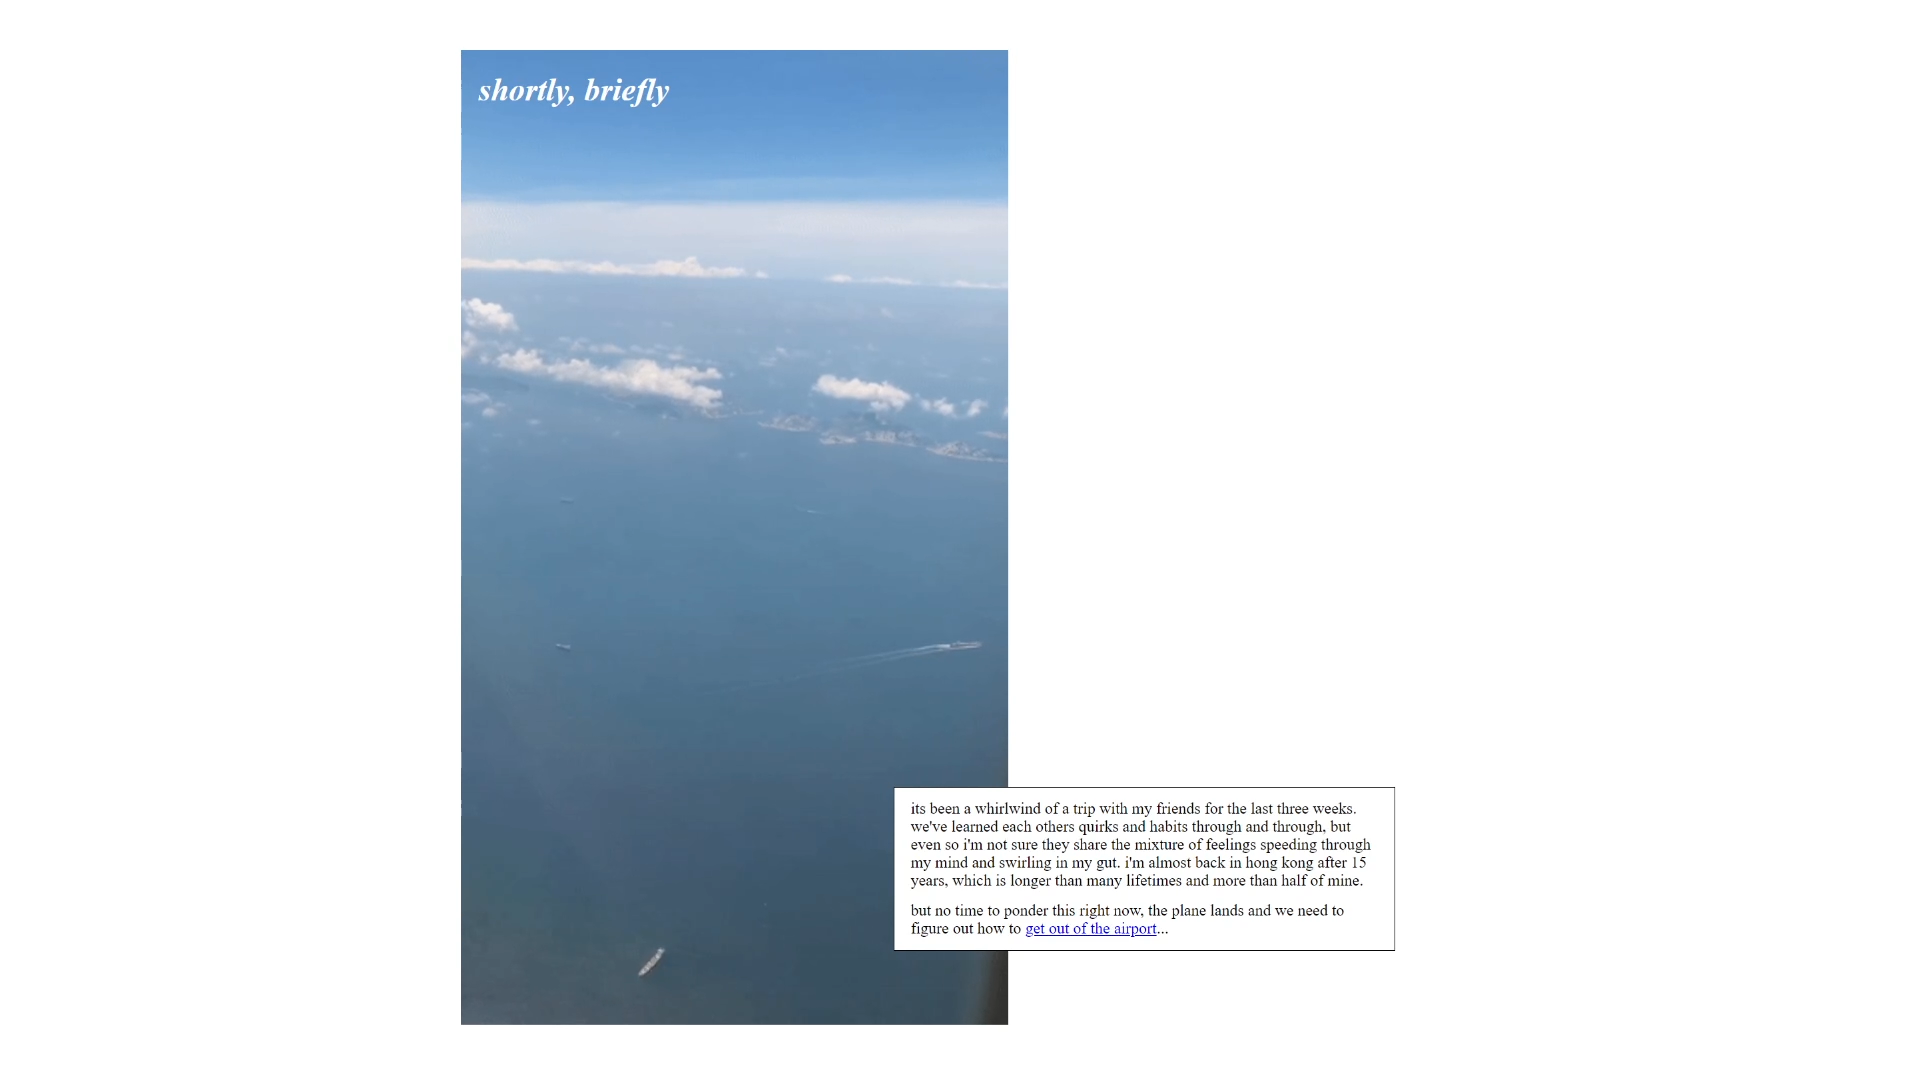 shortly, briefly
its been a whirlwind of a trip with my friends for the last three weeks.
we've learned each others quirks and habits through and through, but
even so i'm not sure they share the mixture of feelings speeding through
my mind and swirling in my gut. i'm almost back in hong kong after 15
years, which is longer than many lifetimes and more than half of mine.
but no time to ponder this right now, the plane lands and we need to
figure out how to get out of the airport...